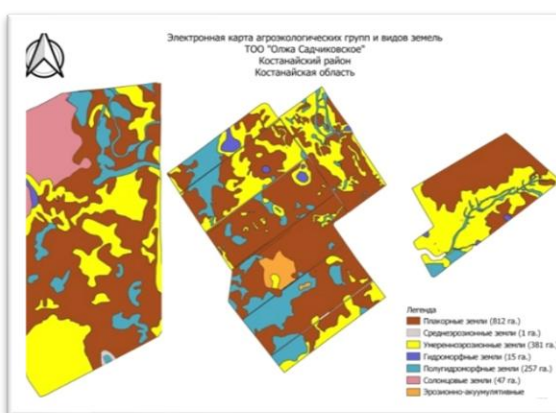 Электронная карта агроэкологических групп и видов земель
ТОО "Олжа Садчиковское"
Костанайский район
Костанайская область
Легенда
Плакорные земли (812 га.)
Среднеэрозионные земли (1 га.)
Умеренноэрозионные земли (381 га.)
Гидроморфные земли (15 га.)
Полугидроморфные земли (257 га.)
Солонцовые земли (47 га.)
Эрозионно-аккумулятивные